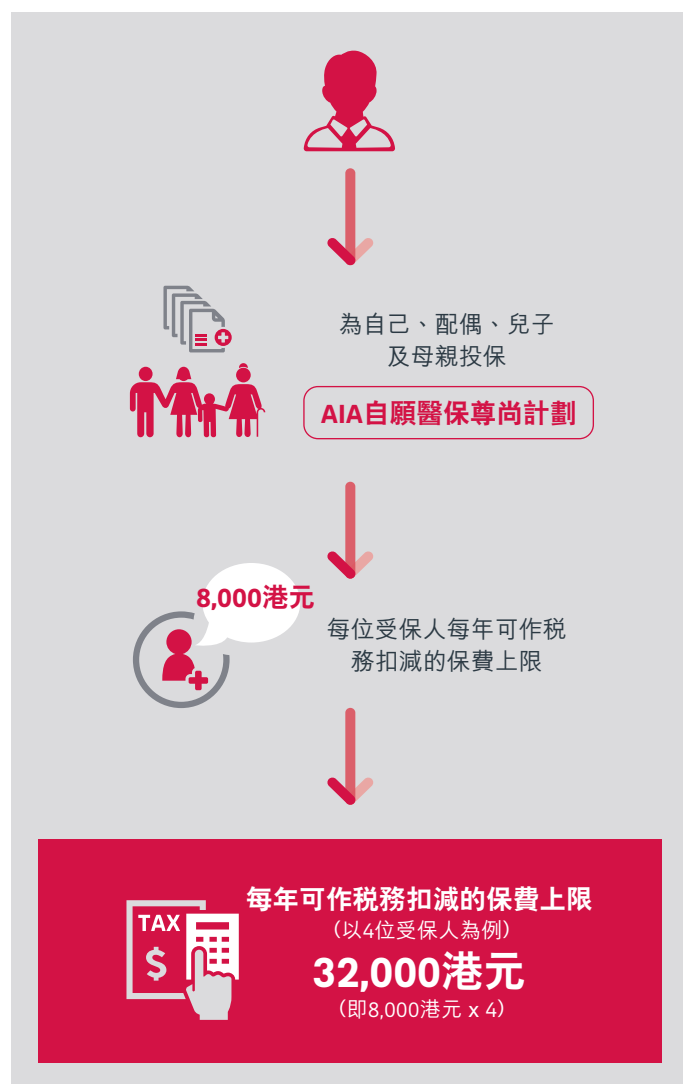 為自己、配偶、兒子
及母親投保
AIA自願醫保尊尚計劃
8,000港元
每位受保人每年可作税
務扣減的保費上限
TAX
$
每年可作税務扣減的保費上限
（以4位受保人為例）
32,000港元
（即8,000港元 x 4）